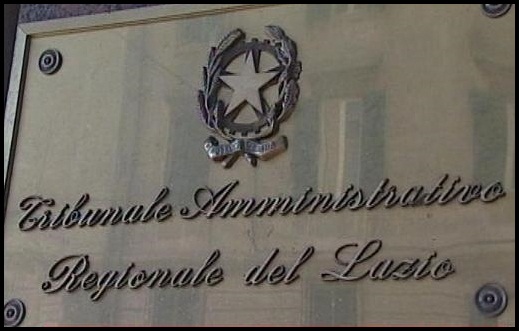 Tribunale Amministrativo
Regionale del Lazio